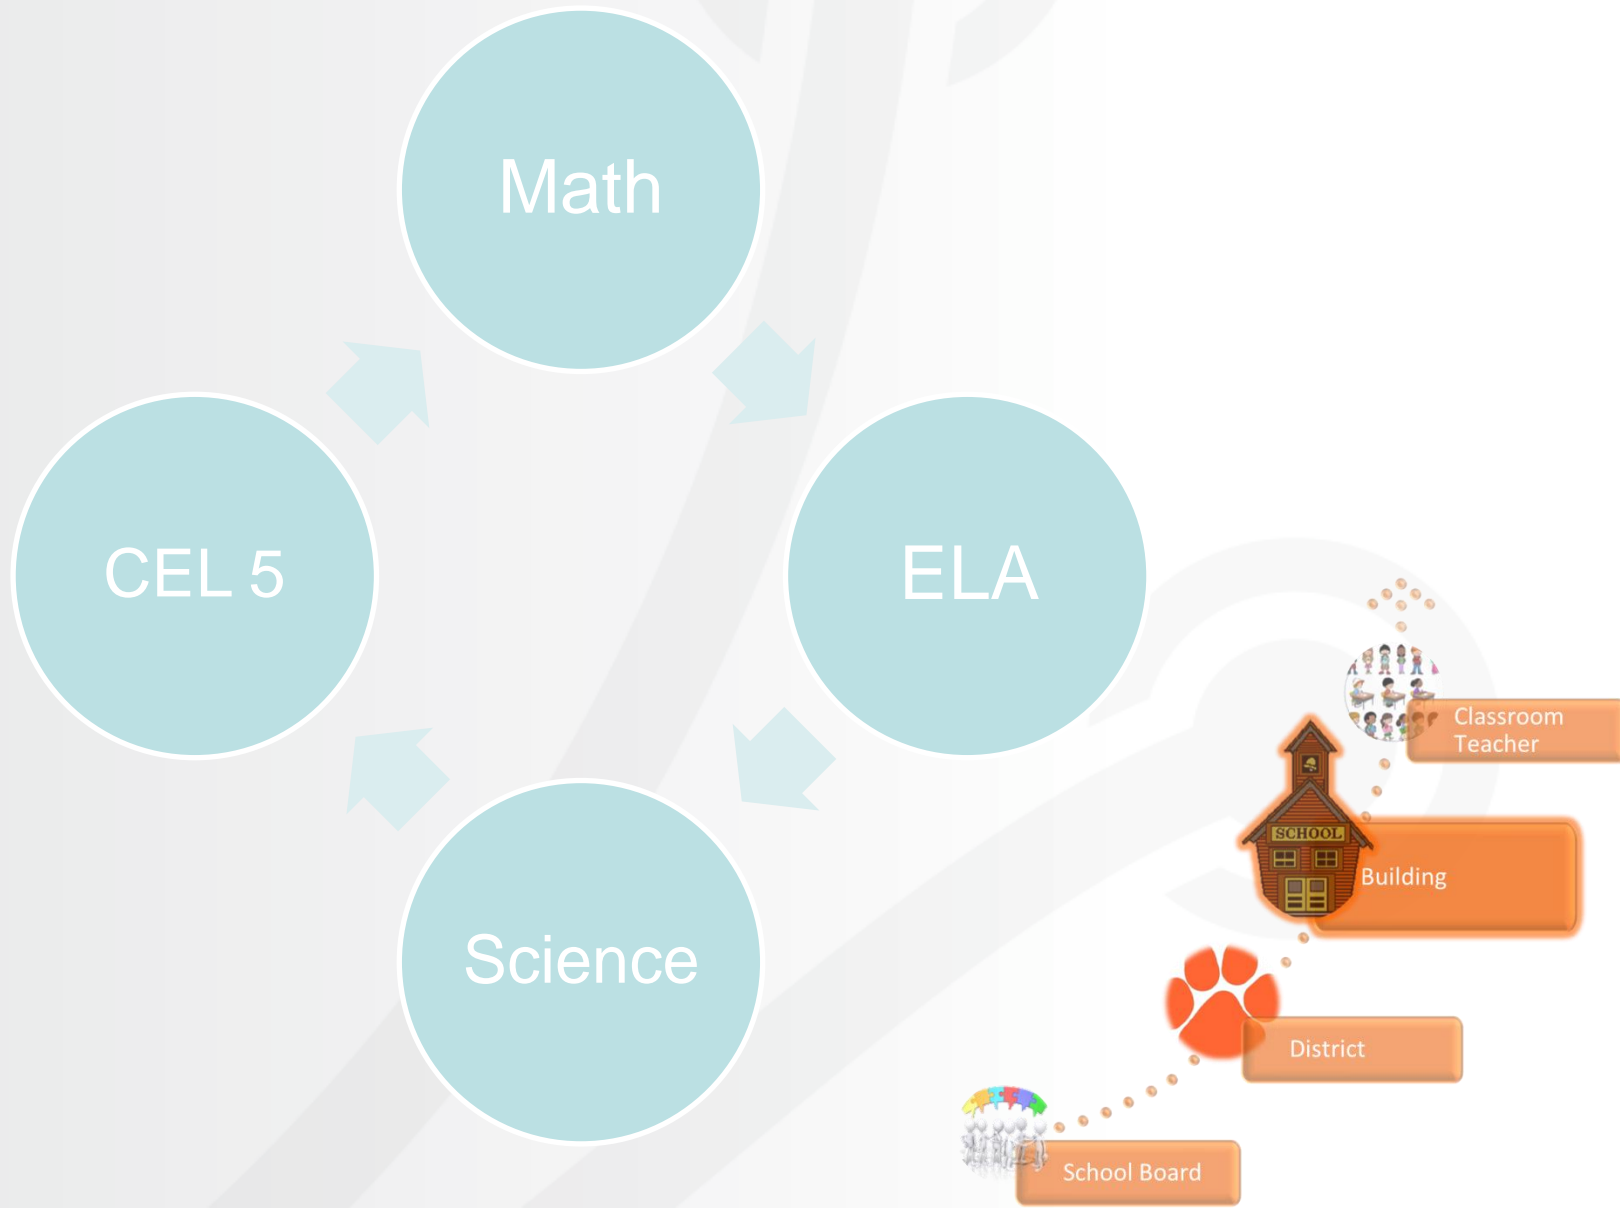 Math
CEL 5
ELA
Science
Classroom
Teacher
SCHOOL
Building
District
School Board